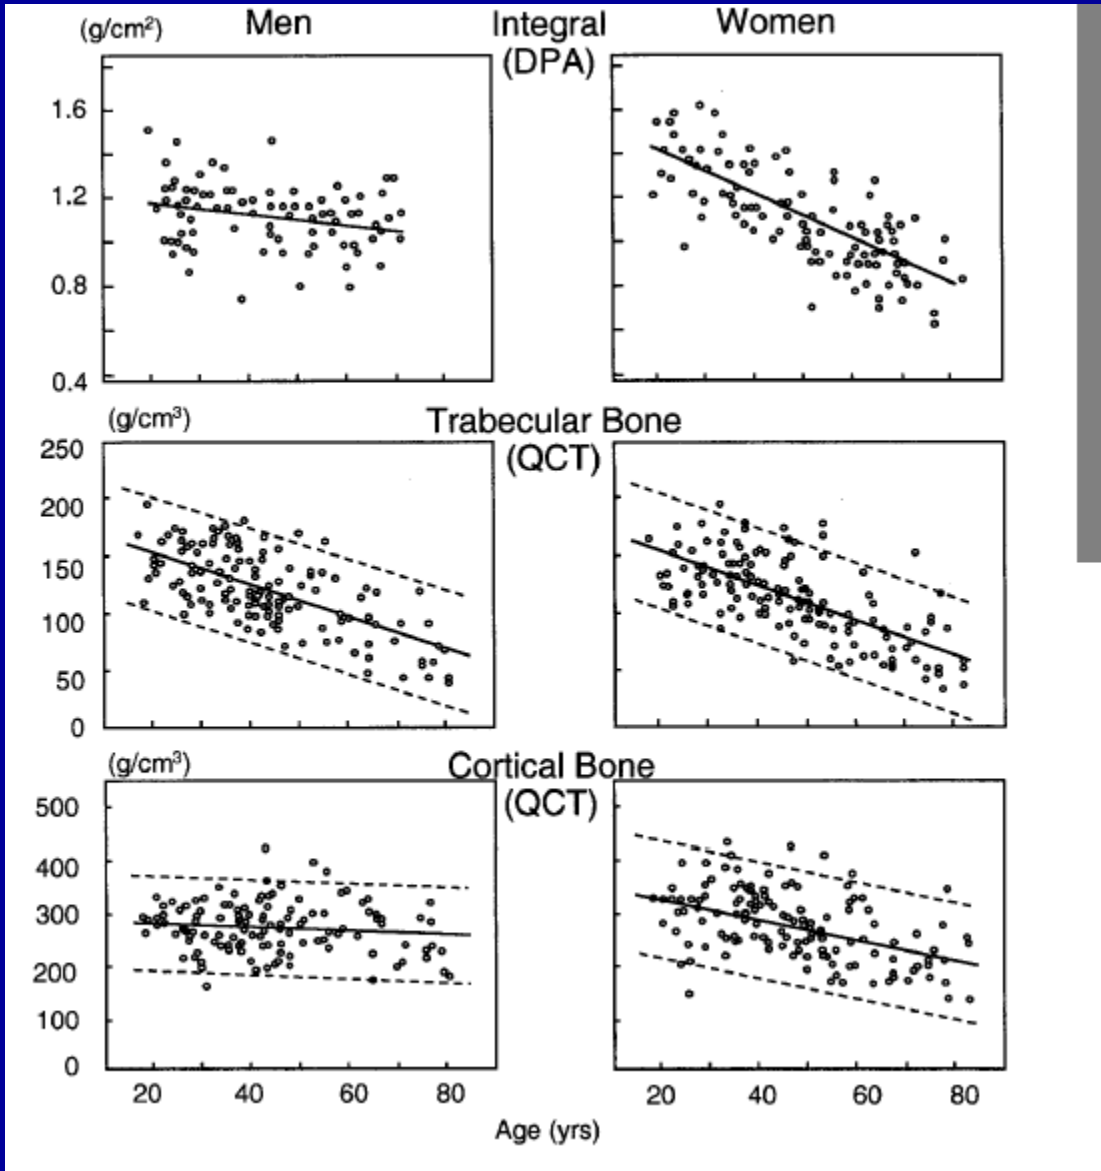 (g/cm²) Men Integral Women
(DPA)
1.6
1.2
0.8
0.4
(g/cm³) Trabecular Bone
250 (QCT)
200
150
100
50
0
(g/cm³) Cortical Bone
500 (QCT)
400
300
200
100
0
20 40 60 80 20 40 60 80
Age (yrs)